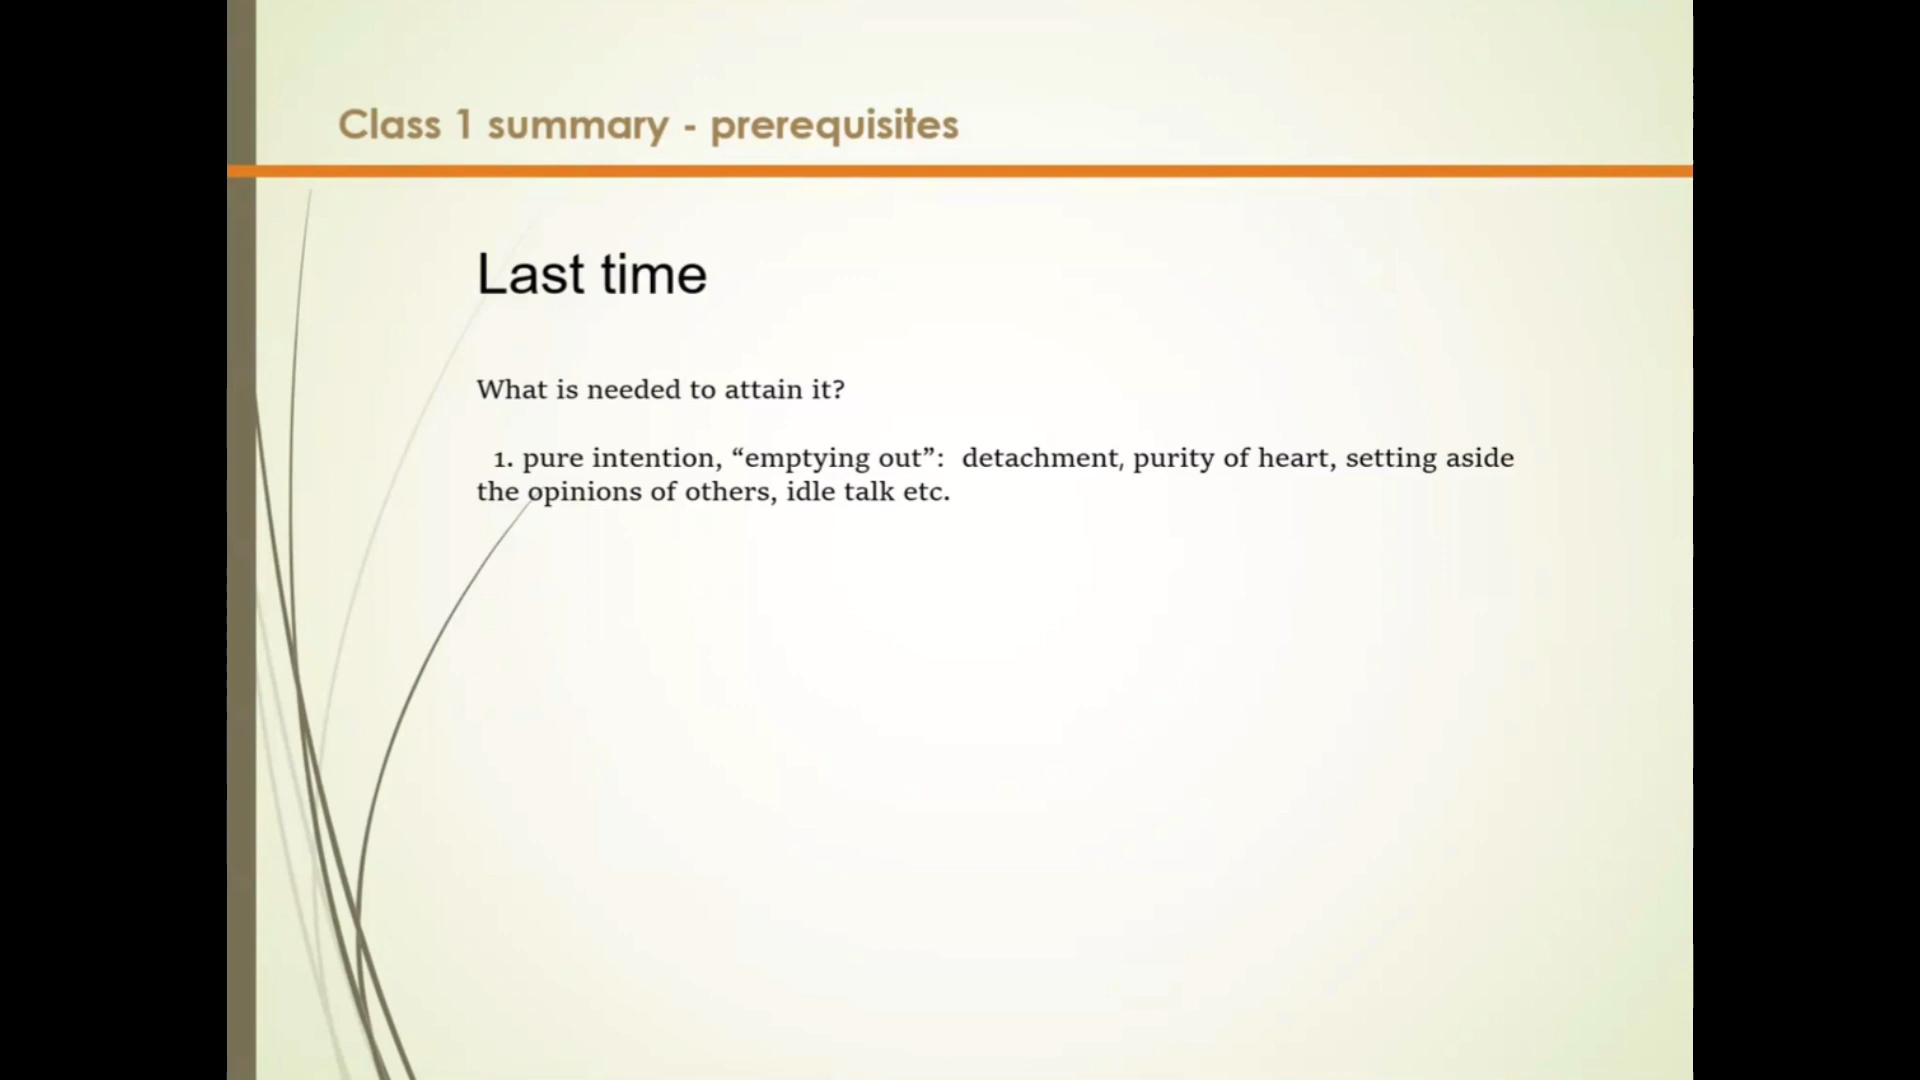 Class 1 summary - prerequisites
Last time
What is needed to attain it?
1. pure intention, “emptying out”:  detachment, purity of heart, setting aside
the opinions of others, idle talk etc.